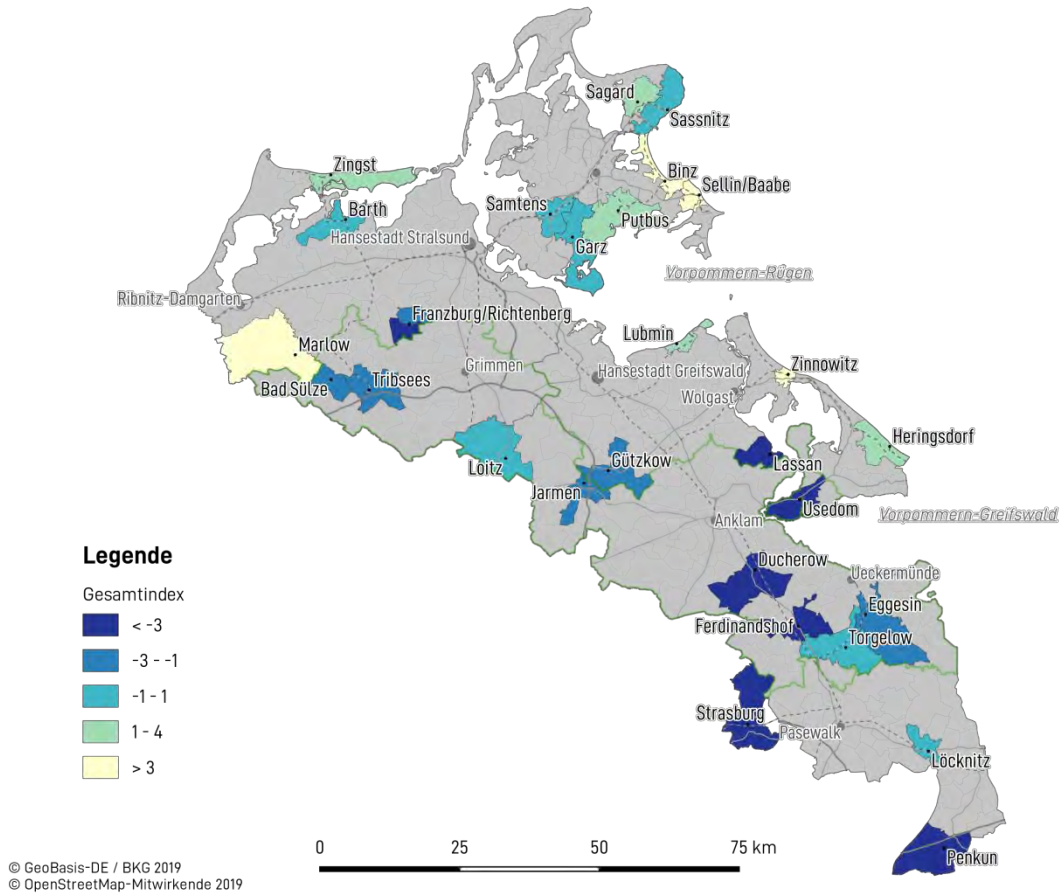 Sagard
Sassnitz
Zingst
Binz
Sellin/Baabe
Barth
Samtens
Putbus
Hansestadt Stralsund
Garz
Vorpommern-Rügen
Ribnitz-Damgarten
Franzburg/Richtenberg
Lubmin
Marlow
Zinnowitz
Grimmen
Hansestadt Greifswald
Bad Sülze
Tribsees
Wolgast
Heringsdorf
Loitz
Gützkow
Lassan
Jarmen
Usedom
Anklam
Vorpommern-Greifswald
Legende
Ducherow
Ueckermünde
Gesamtindex
Eggesin
< -3
Ferdinandshof
Torgelow
-3 - -1
-1 - 1
Strasburg
Pasewalk
1 - 4
Löcknitz
> 3
0 25 50 75 km
Penkun
© GeoBasis-DE / BKG 2019
© OpenStreetMap-Mitwirkende 2019